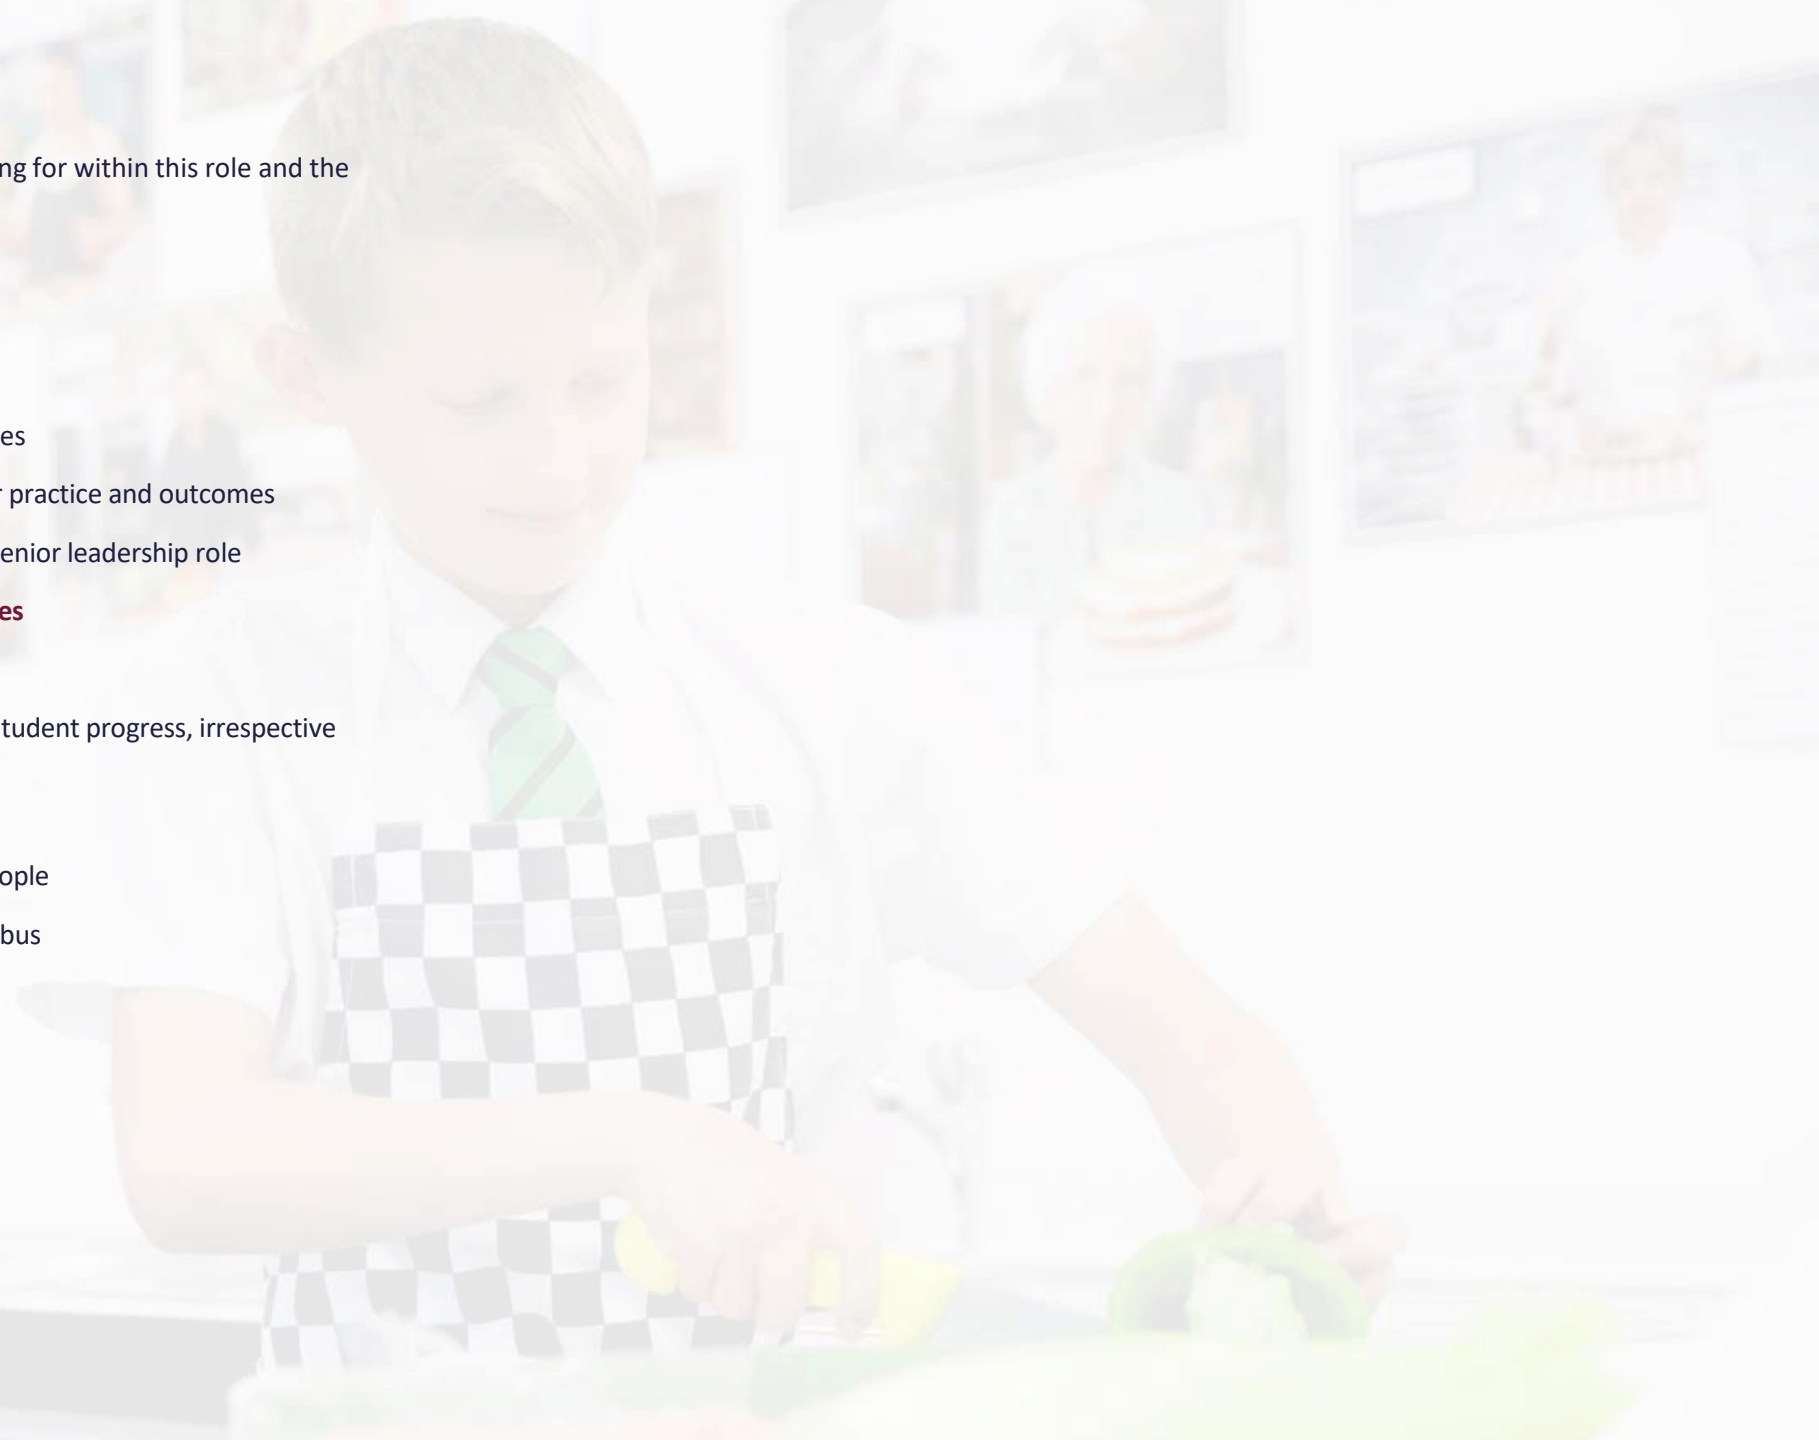 ng for within this role and the
es
r practice and outcomes
enior leadership role
es
tudent progress, irrespective
ople
bus